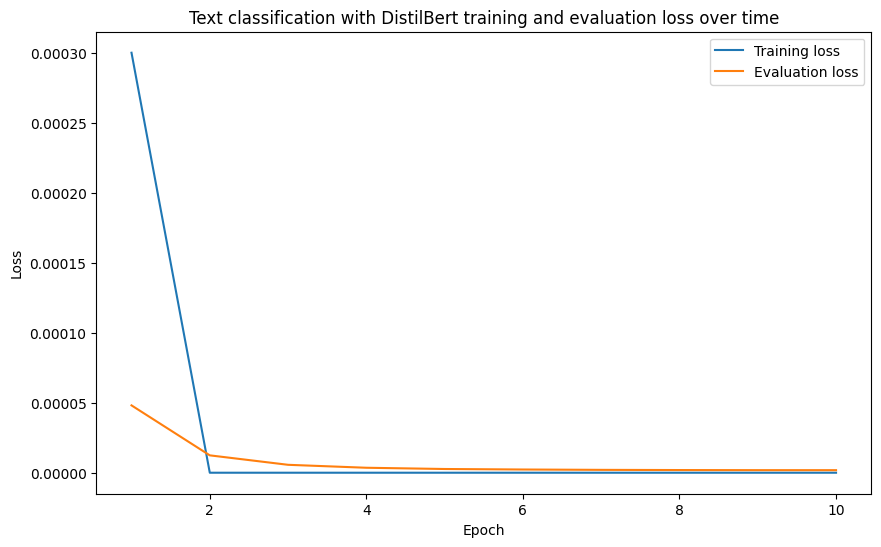 Text classification with DistilBert training and evaluation loss over time
Training loss
Evaluation loss
0.00030
0.00025
0.00020
0.00015
0.00010
0.00005
0.00000
Loss
2 4 6 8 10
Epoch